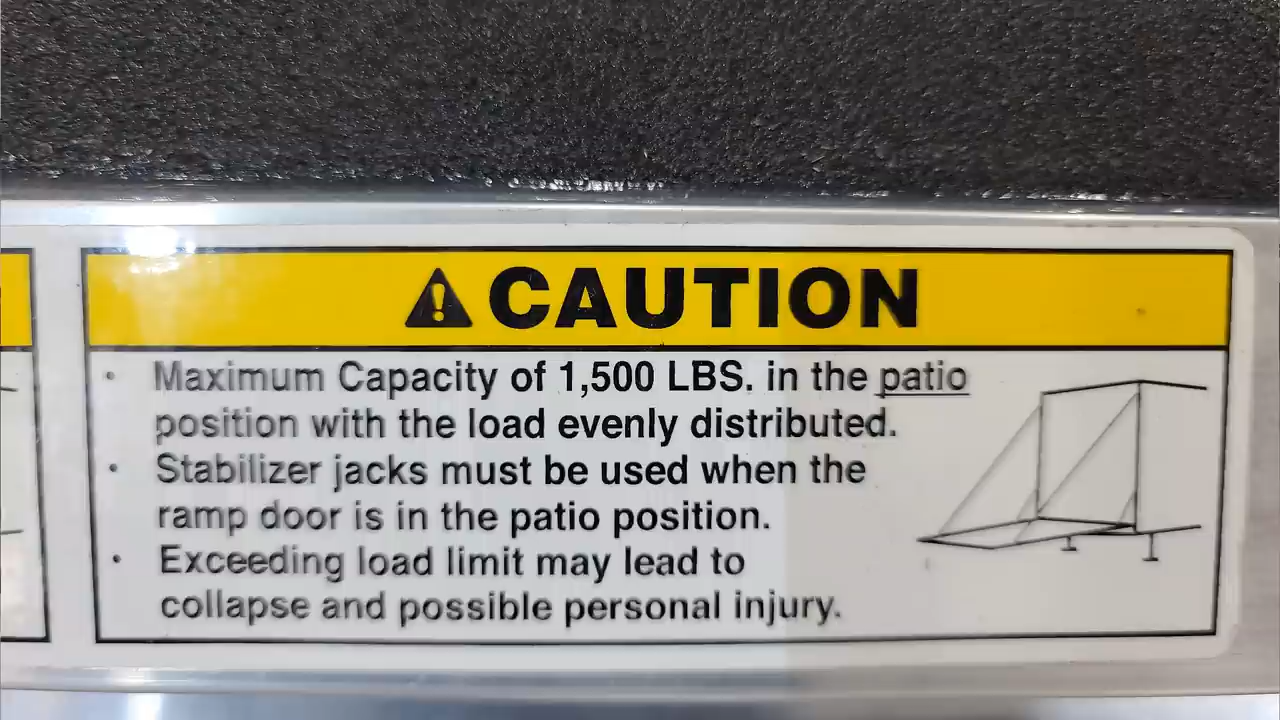 CAUTION
• Maximum Capacity of 1,500 LBS. in the patio
position with the load evenly distributed.
• Stabilizer jacks must be used when the
ramp door is in the patio position.
• Exceeding load limit may lead to
collapse and possible personal injury.